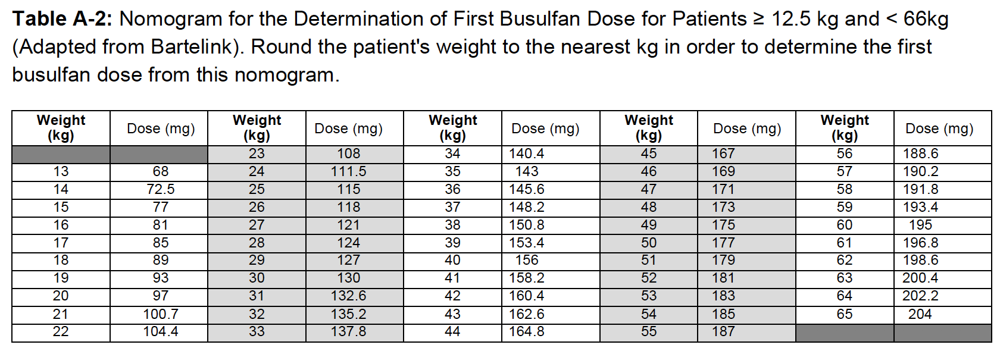 Table A-2: Nomogram for the Determination of First Busulfan Dose for Patients ≥ 12.5 kg and < 66kg
(Adapted from Bartelink). Round the patient's weight to the nearest kg in order to determine the first
busulfan dose from this nomogram.
Weight (kg) Dose (mg) Weight (kg) Dose (mg) Weight (kg) Dose (mg) Weight (kg) Dose (mg) Weight (kg) Dose (mg)
23 108 34 140.4 45 167 56 188.6
13 68 24 111.5 35 143 46 169 57 190.2
14 72.5 25 115 36 145.6 47 171 58 191.8
15 77 26 118 37 148.2 48 173 59 193.4
16 81 27 121 38 150.8 49 175 60 195
17 85 28 124 39 153.4 50 177 61 196.8
18 89 29 127 40 156 51 179 62 198.6
19 93 30 130 41 158.2 52 181 63 200.4
20 97 31 132.6 42 160.4 53 183 64 202.2
21 100.7 32 135.2 43 162.6 54 185 65 204
22 104.4 33 137.8 44 164.8 55 187